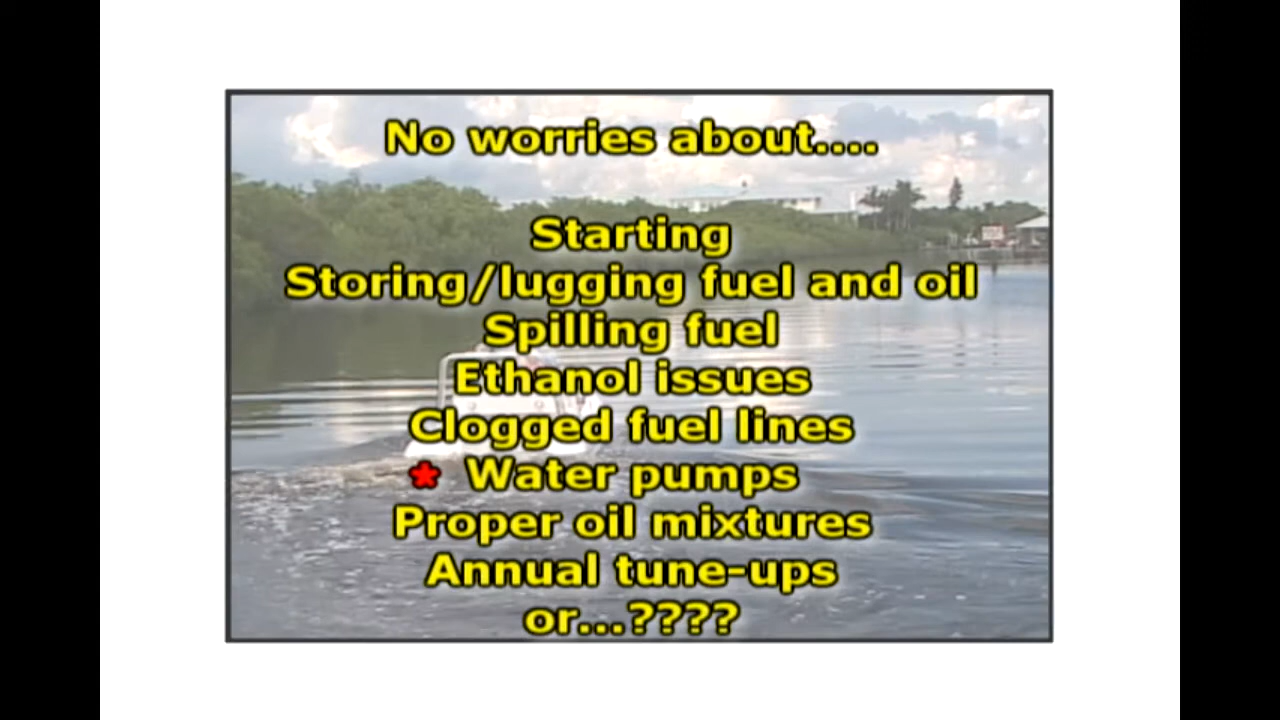 No worries about....
Starting
Storing/lugging fuel and oil
Spilling fuel
Ethanol issues
Clogged fuel lines
* Water pumps
Proper oil mixtures
Annual tune-ups
or...????